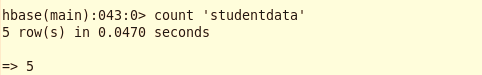 hbase(main):043:0> count 'studentdata'
5 row(s) in 0.0470 seconds
=> 5